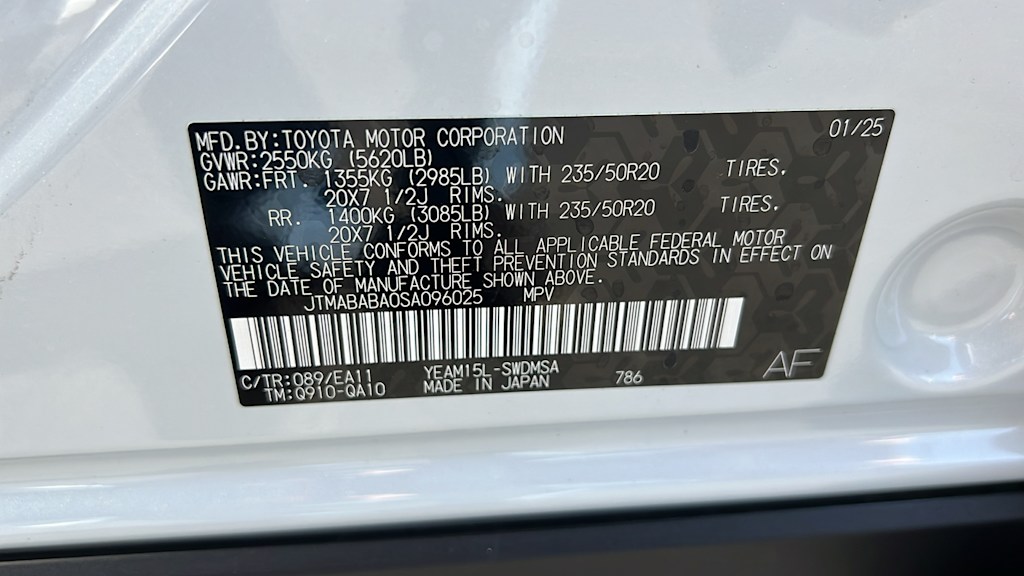 MFD.BY:TOYOTA MOTOR CORPORATION 01/25
GVWR:2550KG (5620LB)
GAWR:FRT. 1355KG (2985LB) WITH 235/50R20 TIRES.
20X7 1/2J RIMS.
RR. 1400KG (3085LB) WITH 235/50R20 TIRES.
20X7 1/2J RIMS.
THIS VEHICLE CONFORMS TO ALL APPLICABLE FEDERAL MOTOR
VEHICLE SAFETY AND THEFT PREVENTION STANDARDS IN EFFECT ON
THE DATE OF MANUFACTURE SHOWN ABOVE.
JTMABABA0SA096025 MPV
C/TR:089/EA11 YEAM15L-SWDMSA 786 AF
TM:Q910-QA10 MADE IN JAPAN